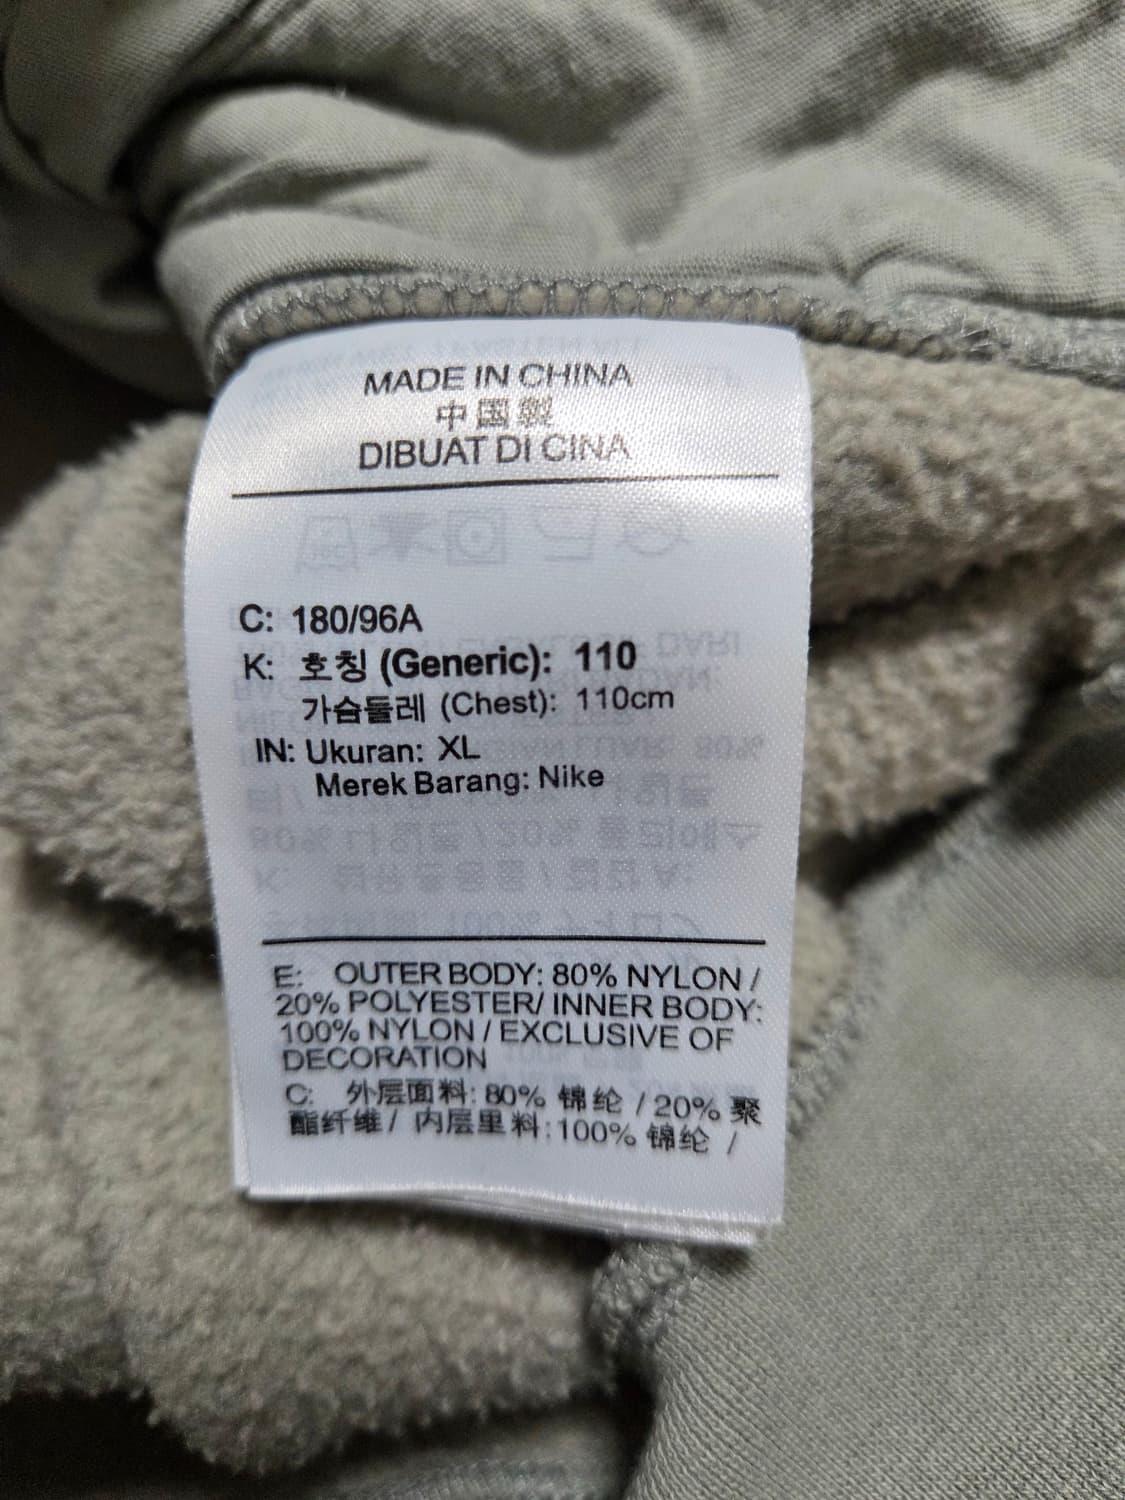 MADE IN CHINA
中国製
DIBUAT DI CINA
C: 180/96A
K: 호칭 (Generic): 110
가슴둘레 (Chest): 110cm
IN: Ukuran: XL
Merek Barang: Nike
E: OUTER BODY: 80% NYLON /
20% POLYESTER/ INNER BODY:
100% NYLON / EXCLUSIVE OF
DECORATION
C: 外层面料: 80% 锦纶 / 20% 聚
酯纤维/ 内层里料:100% 锦纶 /